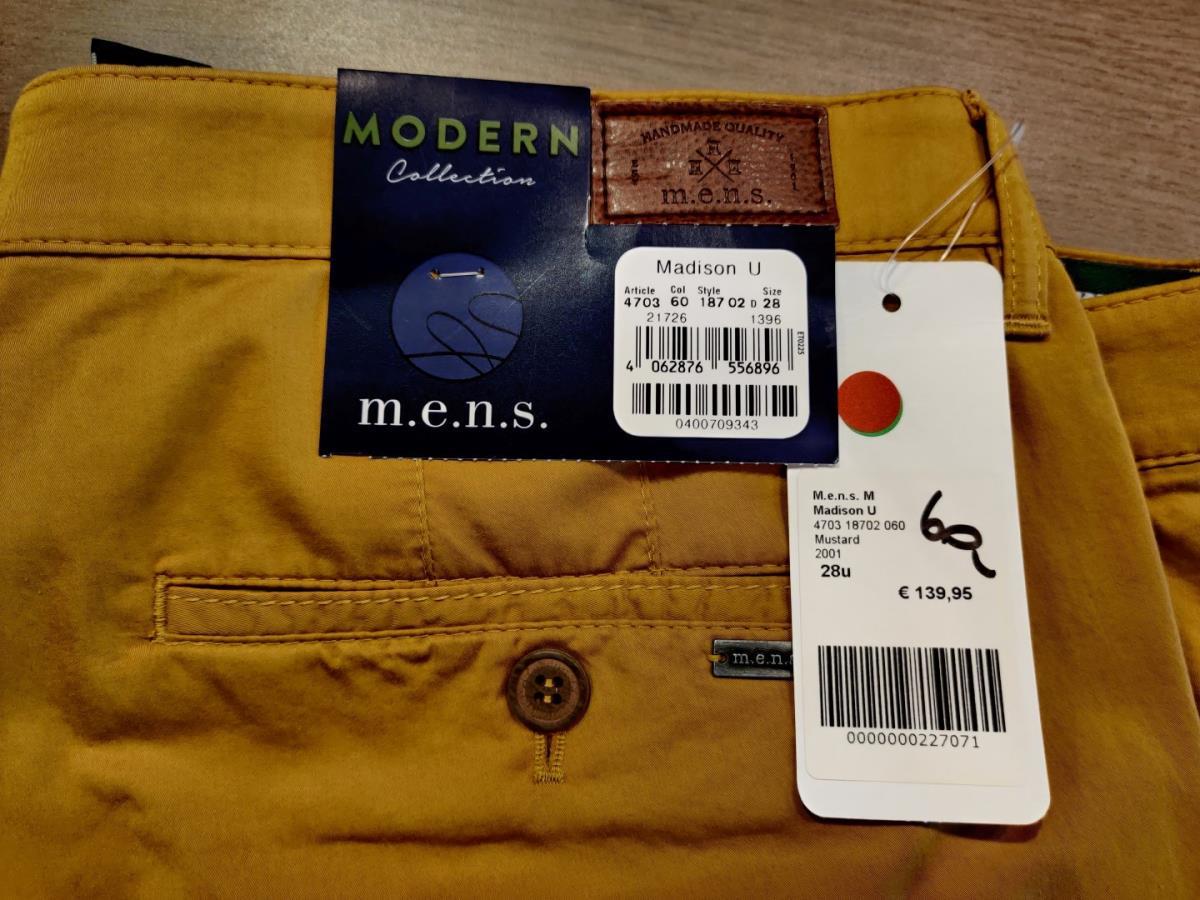 MODERN
Collection
m.e.n.s.
HANDMADE QUALITY
m.e.n.s.
Madison U
Article Col Style Size
4703 60 187 02 D 28
21726 1396
ET0225
4 062876 556896
0400709343
M.e.n.s. M
Madison U
4703 18702 060
Mustard
2001
28u
60
€ 139,95
0000000227071
m.e.n.s